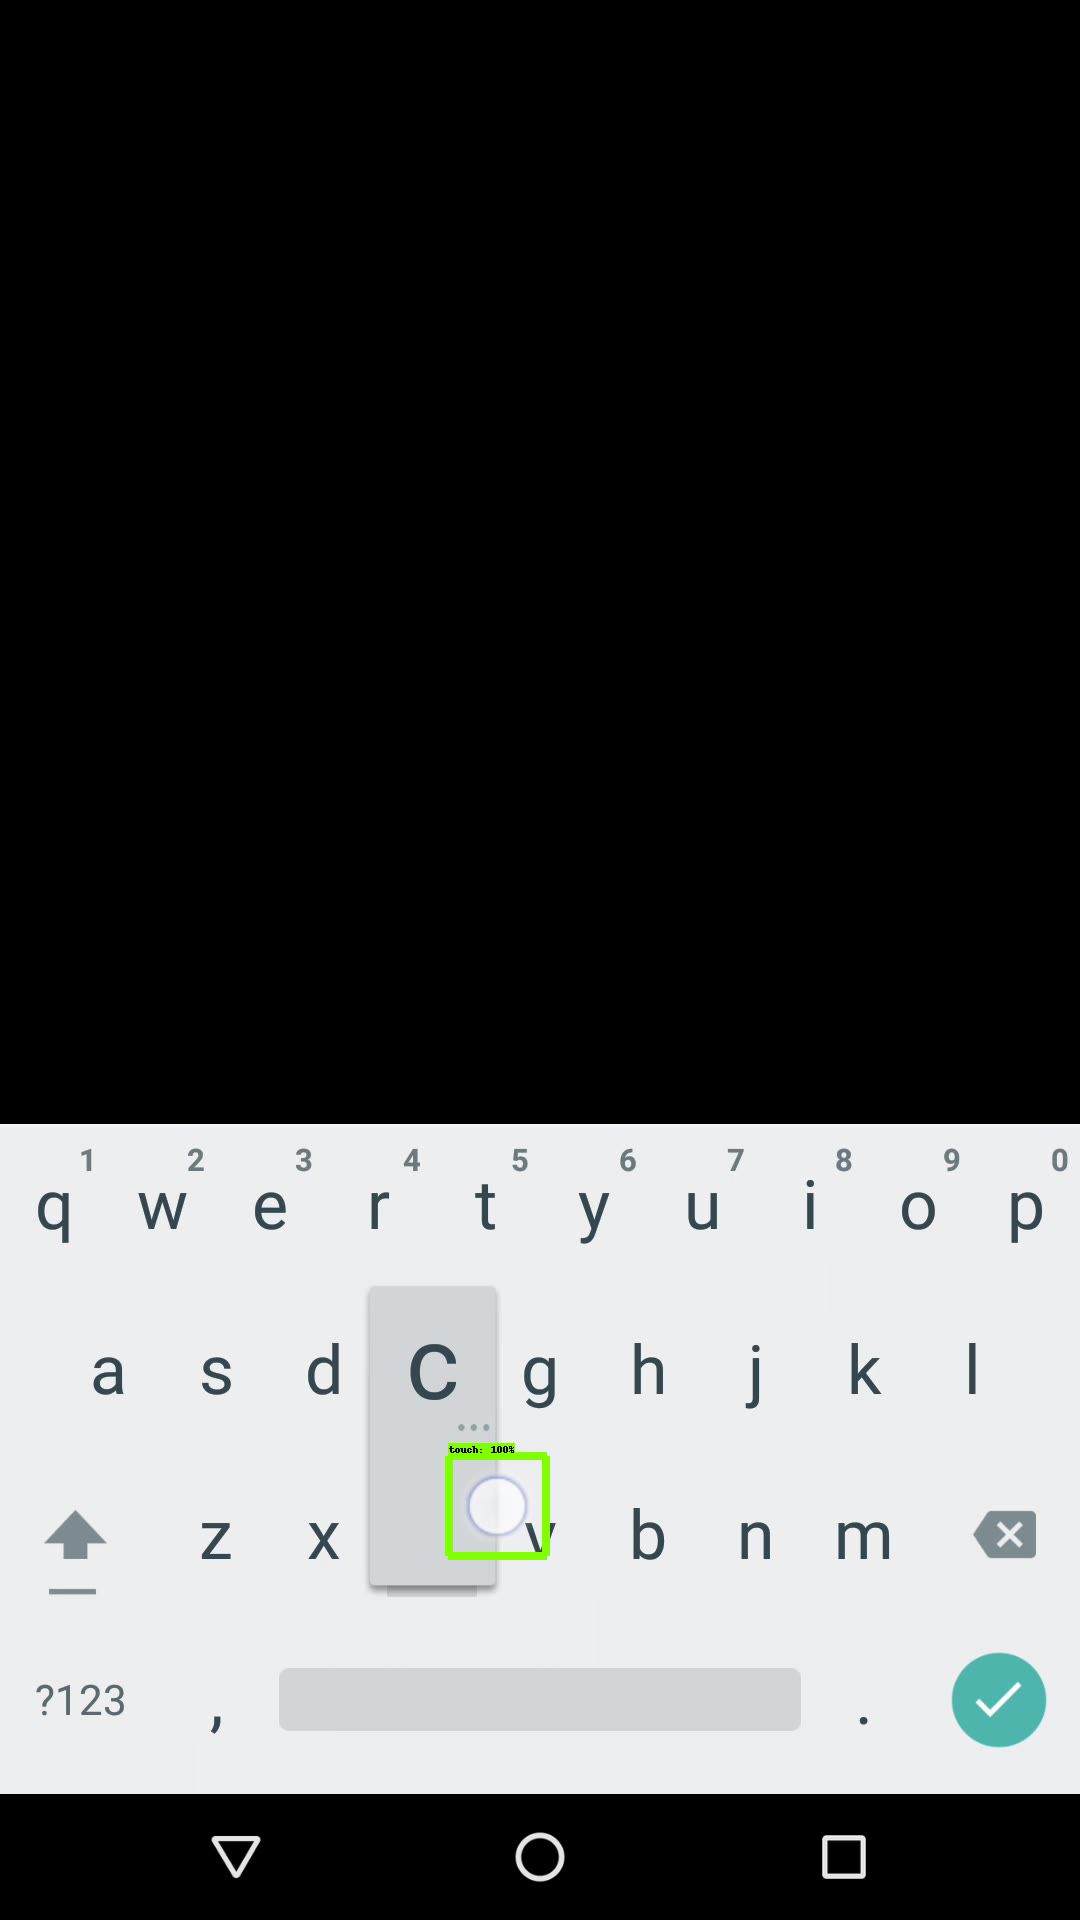 1 2 3 4 5 6 7 8 9 0
q w e r t y u i o p
a s d c g h j k l
...
touch: 100%
z x v b n m
?123 , .